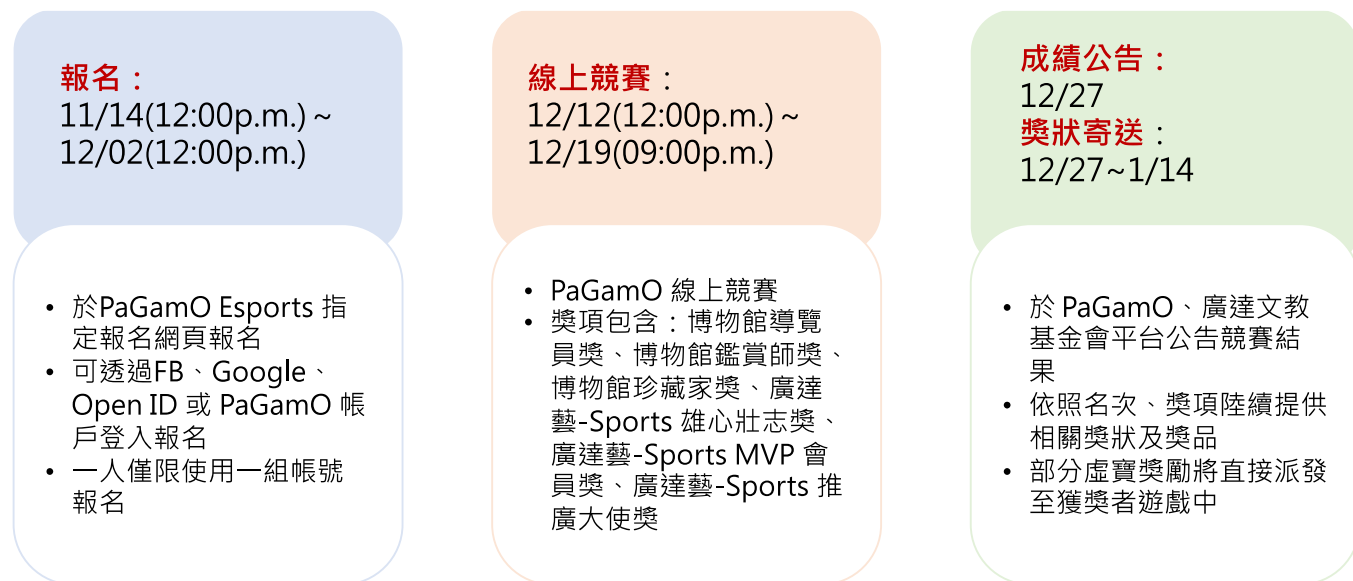 報名：
11/14(12:00p.m.) ~
12/02(12:00p.m.)
• 於PaGamO Esports 指
定報名網頁報名
• 可透過FB、Google、
Open ID 或 PaGamO 帳
戶登入報名
• 一人僅限使用一組帳號
報名
線上競賽：
12/12(12:00p.m.) ~
12/19(09:00p.m.)
• PaGamO 線上競賽
• 獎項包含：博物館導覽
員獎、博物館鑑賞師獎、
博物館珍藏家獎、廣達
藝-Sports 雄心壯志獎、
廣達藝-Sports MVP 會
員獎、廣達藝-Sports 推
廣大使獎
成績公告：
12/27
獎狀寄送：
12/27~1/14
• 於 PaGamO、廣達文教
基金會平台公告競賽結
果
• 依照名次、獎項陸續提供
相關獎狀及獎品
• 部分虛寶獎勵將直接派發
至獲獎者遊戲中